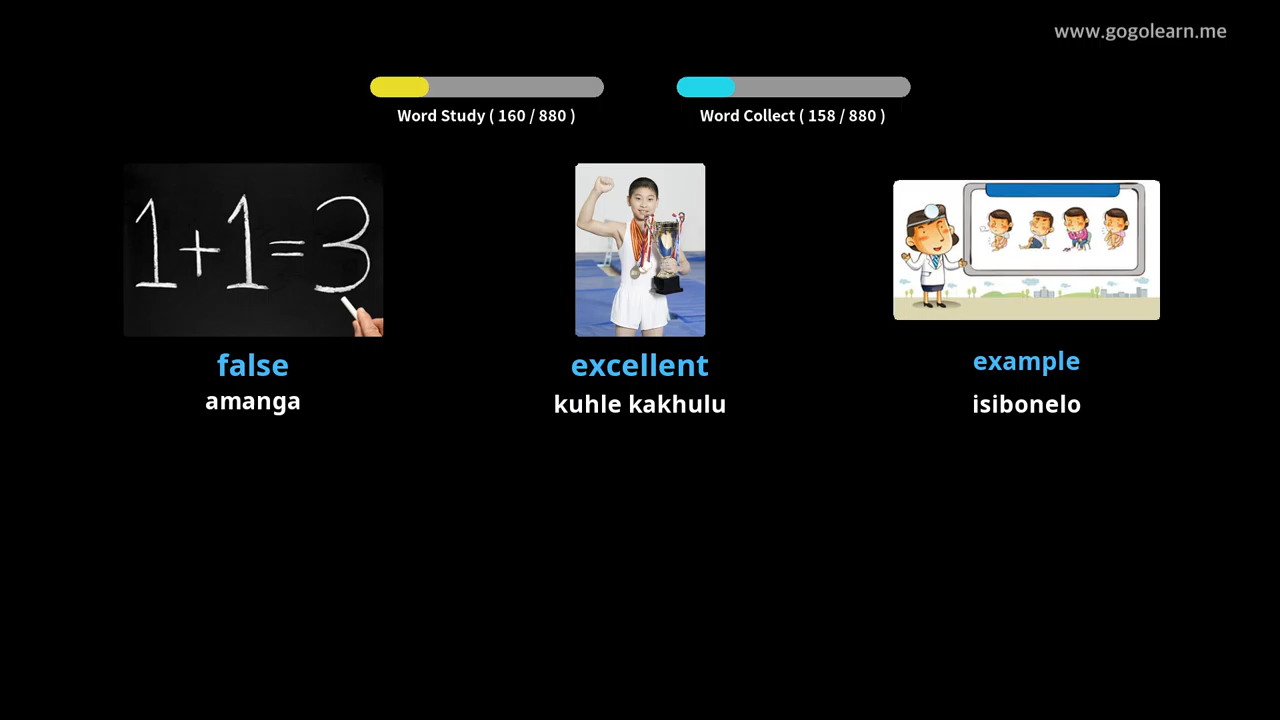 www.gogolearn.me
Word Study ( 160 / 880 )
Word Collect ( 158 / 880 )
1+1=3
false
amanga
excellent
kuhle kakhulu
example
isibonelo